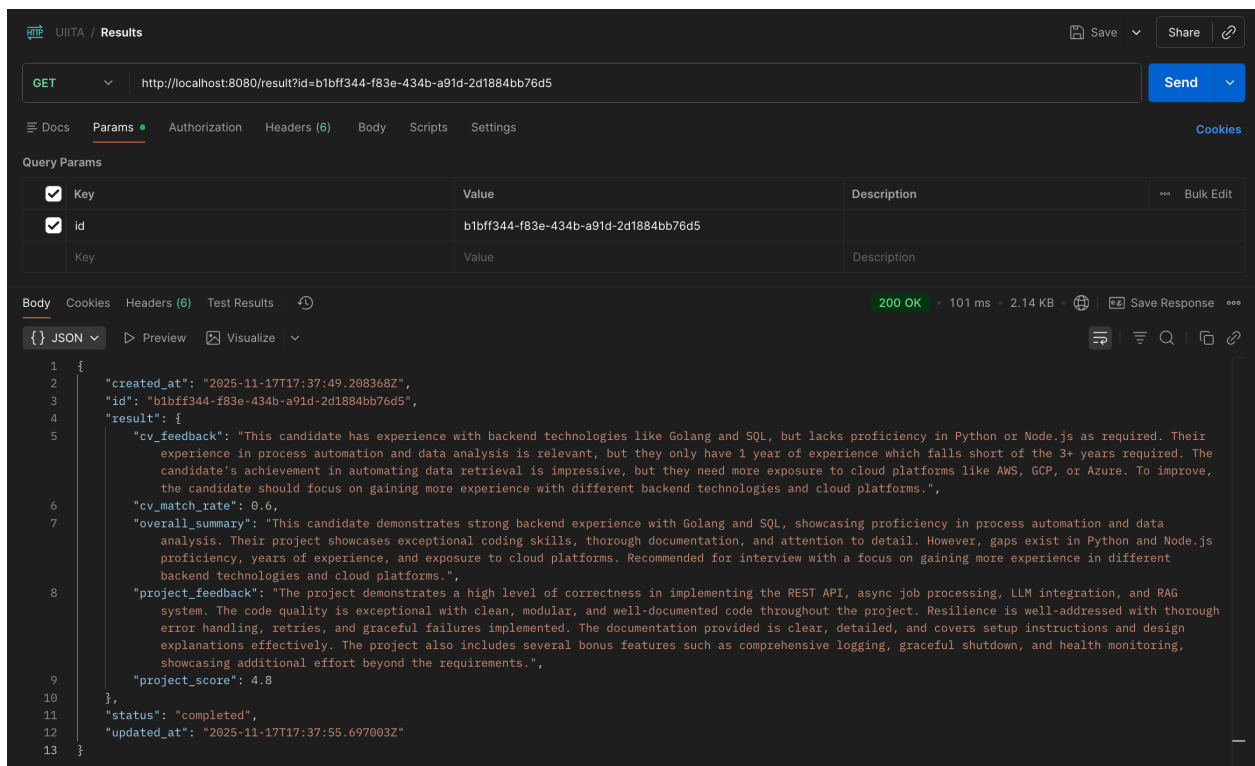 HTTP UIITA / Results Save Share
GET http://localhost:8080/result?id=b1bff344-f83e-434b-a91d-2d1884bb76d5 Send
Docs Params Authorization Headers (6) Body Scripts Settings Cookies
Query Params
Key Value Description Bulk Edit
id b1bff344-f83e-434b-a91d-2d1884bb76d5
Key Value Description
Body Cookies Headers (6) Test Results 200 OK 101 ms 2.14 KB e.g. Save Response
{} JSON Preview Visualize
1 {
2 "created_at": "2025-11-17T17:37:49.208368Z",
3 "id": "b1bff344-f83e-434b-a91d-2d1884bb76d5",
4 "result": {
5 "cv_feedback": "This candidate has experience with backend technologies like Golang and SQL, but lacks proficiency in Python or Node.js as required. Their
experience in process automation and data analysis is relevant, but they only have 1 year of experience which falls short of the 3+ years required. The
candidate's achievement in automating data retrieval is impressive, but they need more exposure to cloud platforms like AWS, GCP, or Azure. To improve,
the candidate should focus on gaining more experience with different backend technologies and cloud platforms.",
6 "cv_match_rate": 0.6,
7 "overall_summary": "This candidate demonstrates strong backend experience with Golang and SQL, showcasing proficiency in process automation and data
analysis. Their project showcases exceptional coding skills, thorough documentation, and attention to detail. However, gaps exist in Python and Node.js
proficiency, years of experience, and exposure to cloud platforms. Recommended for interview with a focus on gaining more experience in different
backend technologies and cloud platforms.",
8 "project_feedback": "The project demonstrates a high level of correctness in implementing the REST API, async job processing, LLM integration, and RAG
system. The code quality is exceptional with clean, modular, and well-documented code throughout the project. Resilience is well-addressed with thorough
error handling, retries, and graceful failures implemented. The documentation provided is clear, detailed, and covers setup instructions and design
explanations effectively. The project also includes several bonus features such as comprehensive logging, graceful shutdown, and health monitoring,
showcasing additional effort beyond the requirements.",
9 "project_score": 4.8
10 },
11 "status": "completed",
12 "updated_at": "2025-11-17T17:37:55.697003Z"
13 }